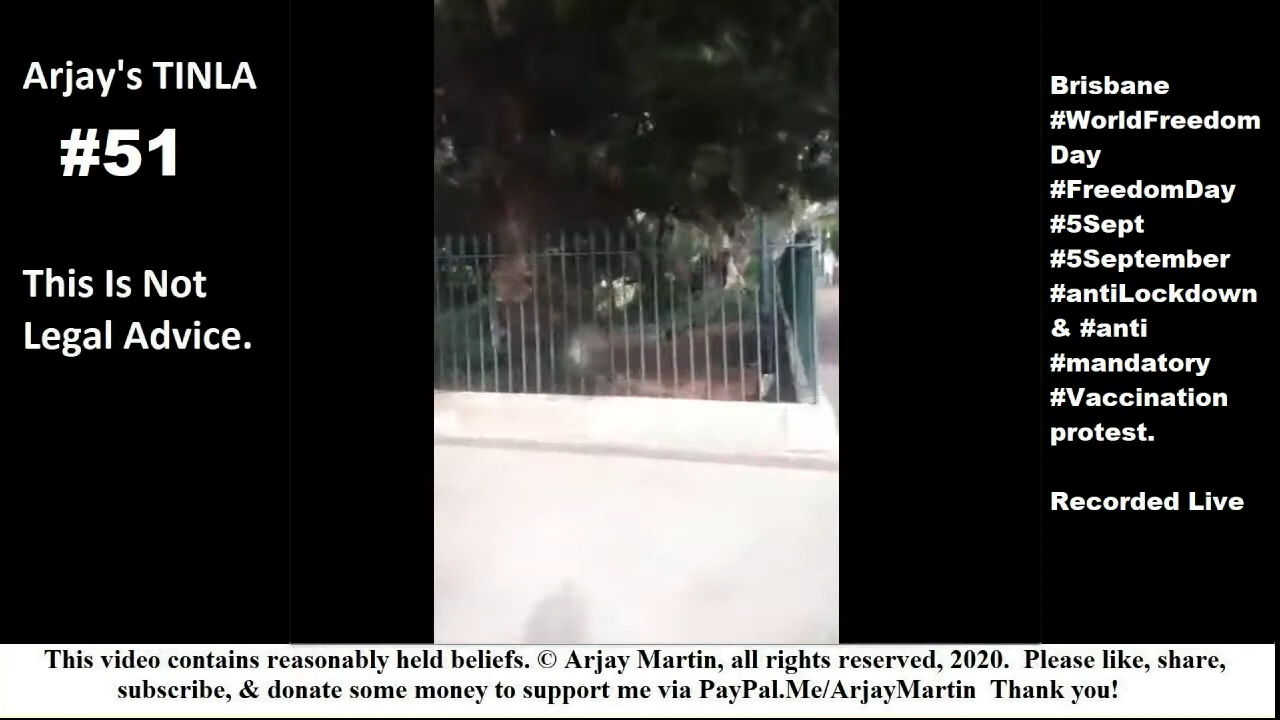 Arjay's TINLA
#51
This Is Not
Legal Advice.
Brisbane
#WorldFreedom
Day
#FreedomDay
#5Sept
#5September
#antiLockdown
& #anti
#mandatory
#Vaccination
protest.
Recorded Live
This video contains reasonably held beliefs. © Arjay Martin, all rights reserved, 2020.  Please like, share,
subscribe, & donate some money to support me via PayPal.Me/ArjayMartin  Thank you!